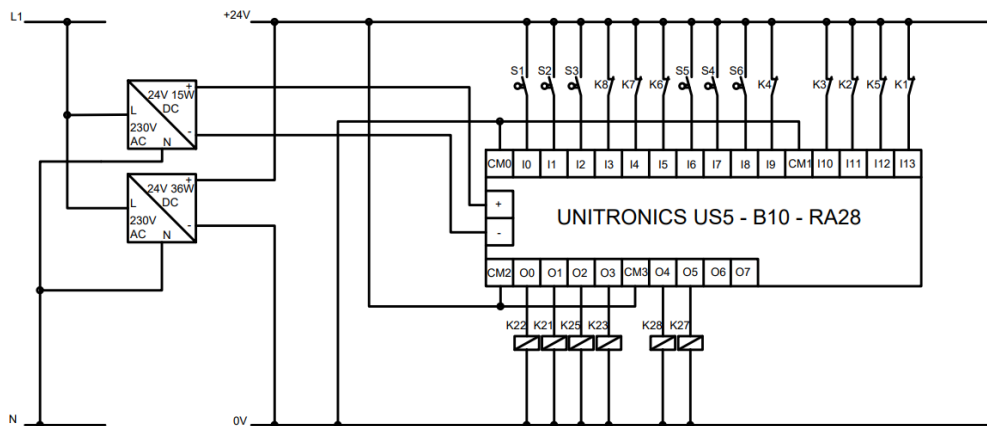 L1 +24V
S1 S2 S3 K8 K7 K6 S5 S4 S6 K4 K3 K2 K5 K1
+
24V 15W
DC
L
230V -
AC N
CM0 I0 I1 I2 I3 I4 I5 I6 I7 I8 I9 CM1 I10 I11 I12 I13
+
24V 36W
DC
L
230V -
AC N
+
-
UNITRONICS US5 - B10 - RA28
CM2 O0 O1 O2 O3 CM3 O4 O5 O6 O7
K22 K21 K25 K23 K28 K27
N 0V